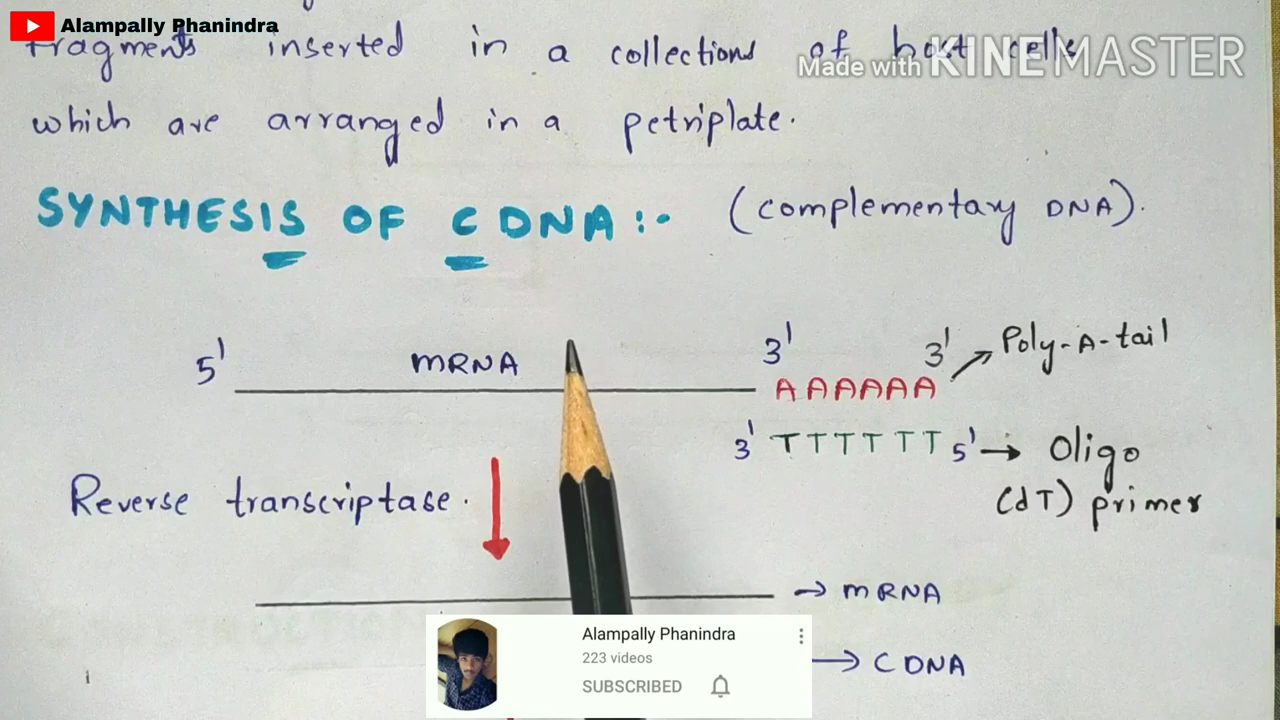 Alampally Phanindra
Fragments inserted in a collections of host cells
Made with KINEMASTER
which are arranged in a petriplate.
SYNTHESIS OF CDNA:- (complementary DNA).
5' mRNA 3' 3' Poly-A-tail
AAAAAA
3' TTTTTT 5' → Oligo
(dT) primer
Reverse transcriptase.
→ mRNA
→ CDNA
Alampally Phanindra
223 videos
SUBSCRIBED